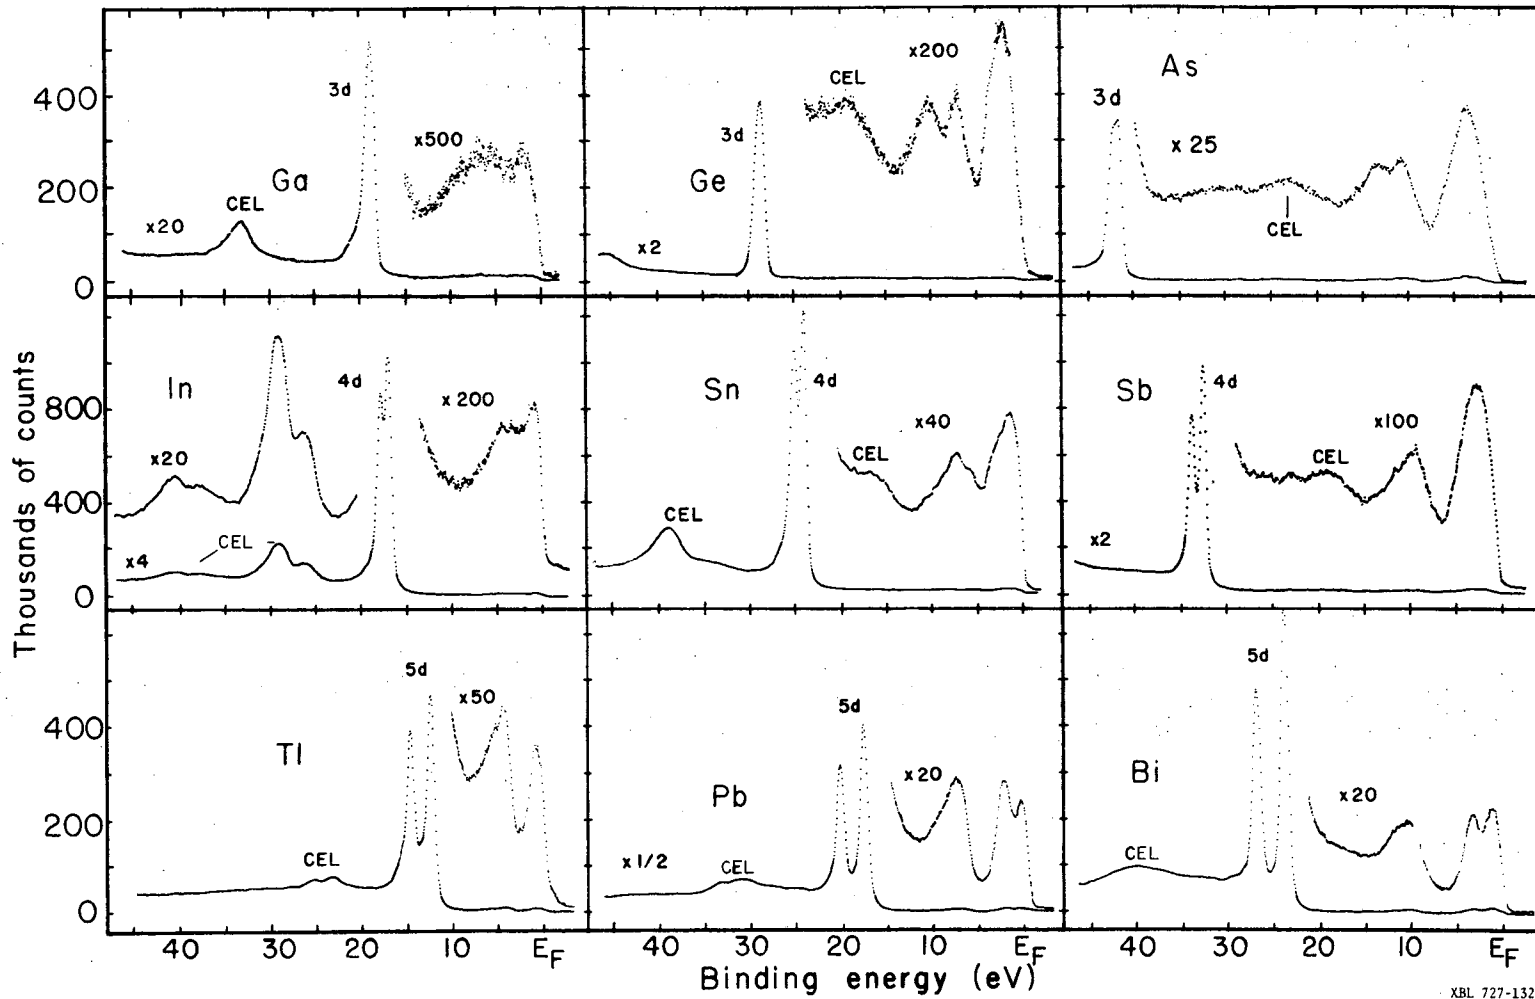 Thousands of counts
400
200
0
3d
x500
Ga
CEL
x20
CEL
x200
3d
Ge
x2
As
3d
x 25
CEL
800
400
0
In
4d
x 200
x20
CEL
x4
Sn
4d
x40
CEL
CEL
Sb
4d
x100
CEL
x2
400
200
0
5d
x50
Tl
CEL
5d
x20
Pb
x1/2
CEL
5d
Bi
x20
CEL
40 30 20 10 EF
40 30 20 10 EF
40 30 20 10 EF
Binding energy (eV)
XBL 727-132